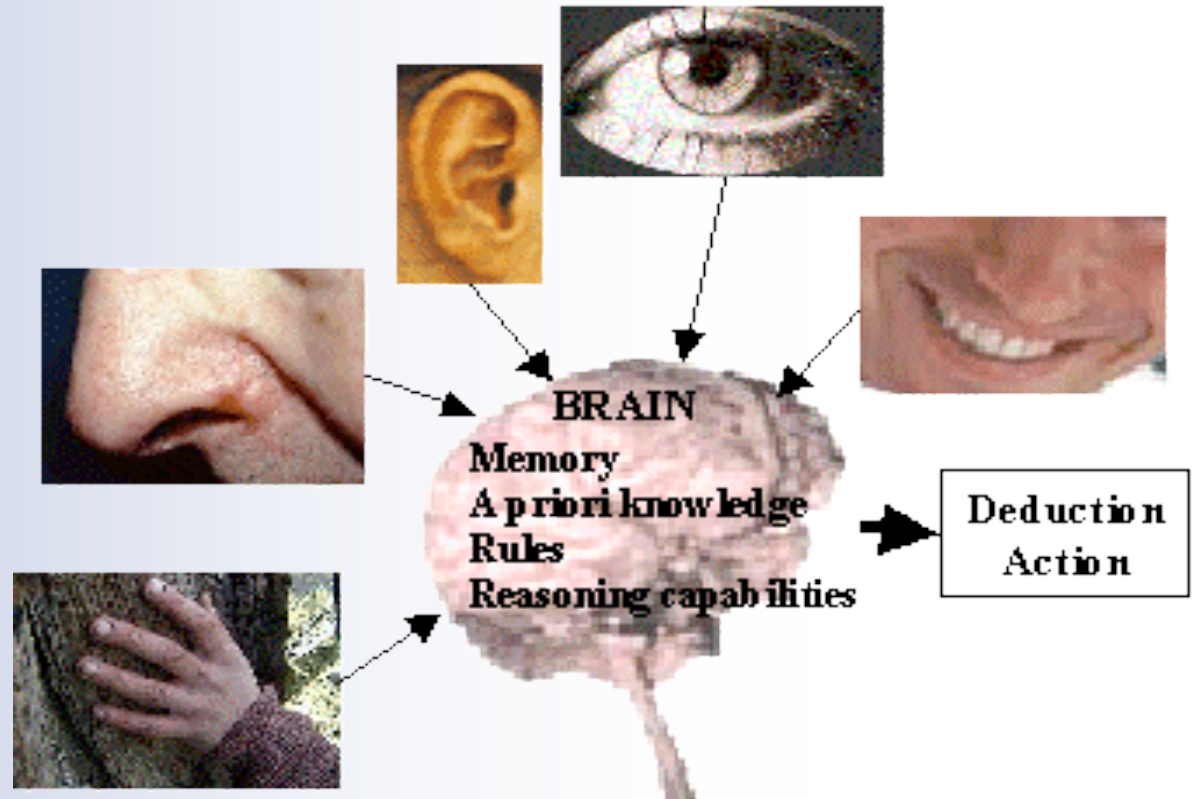 BRAIN
Memory
A priori knowledge
Rules
Reasoning capabilities
Deduction
Action